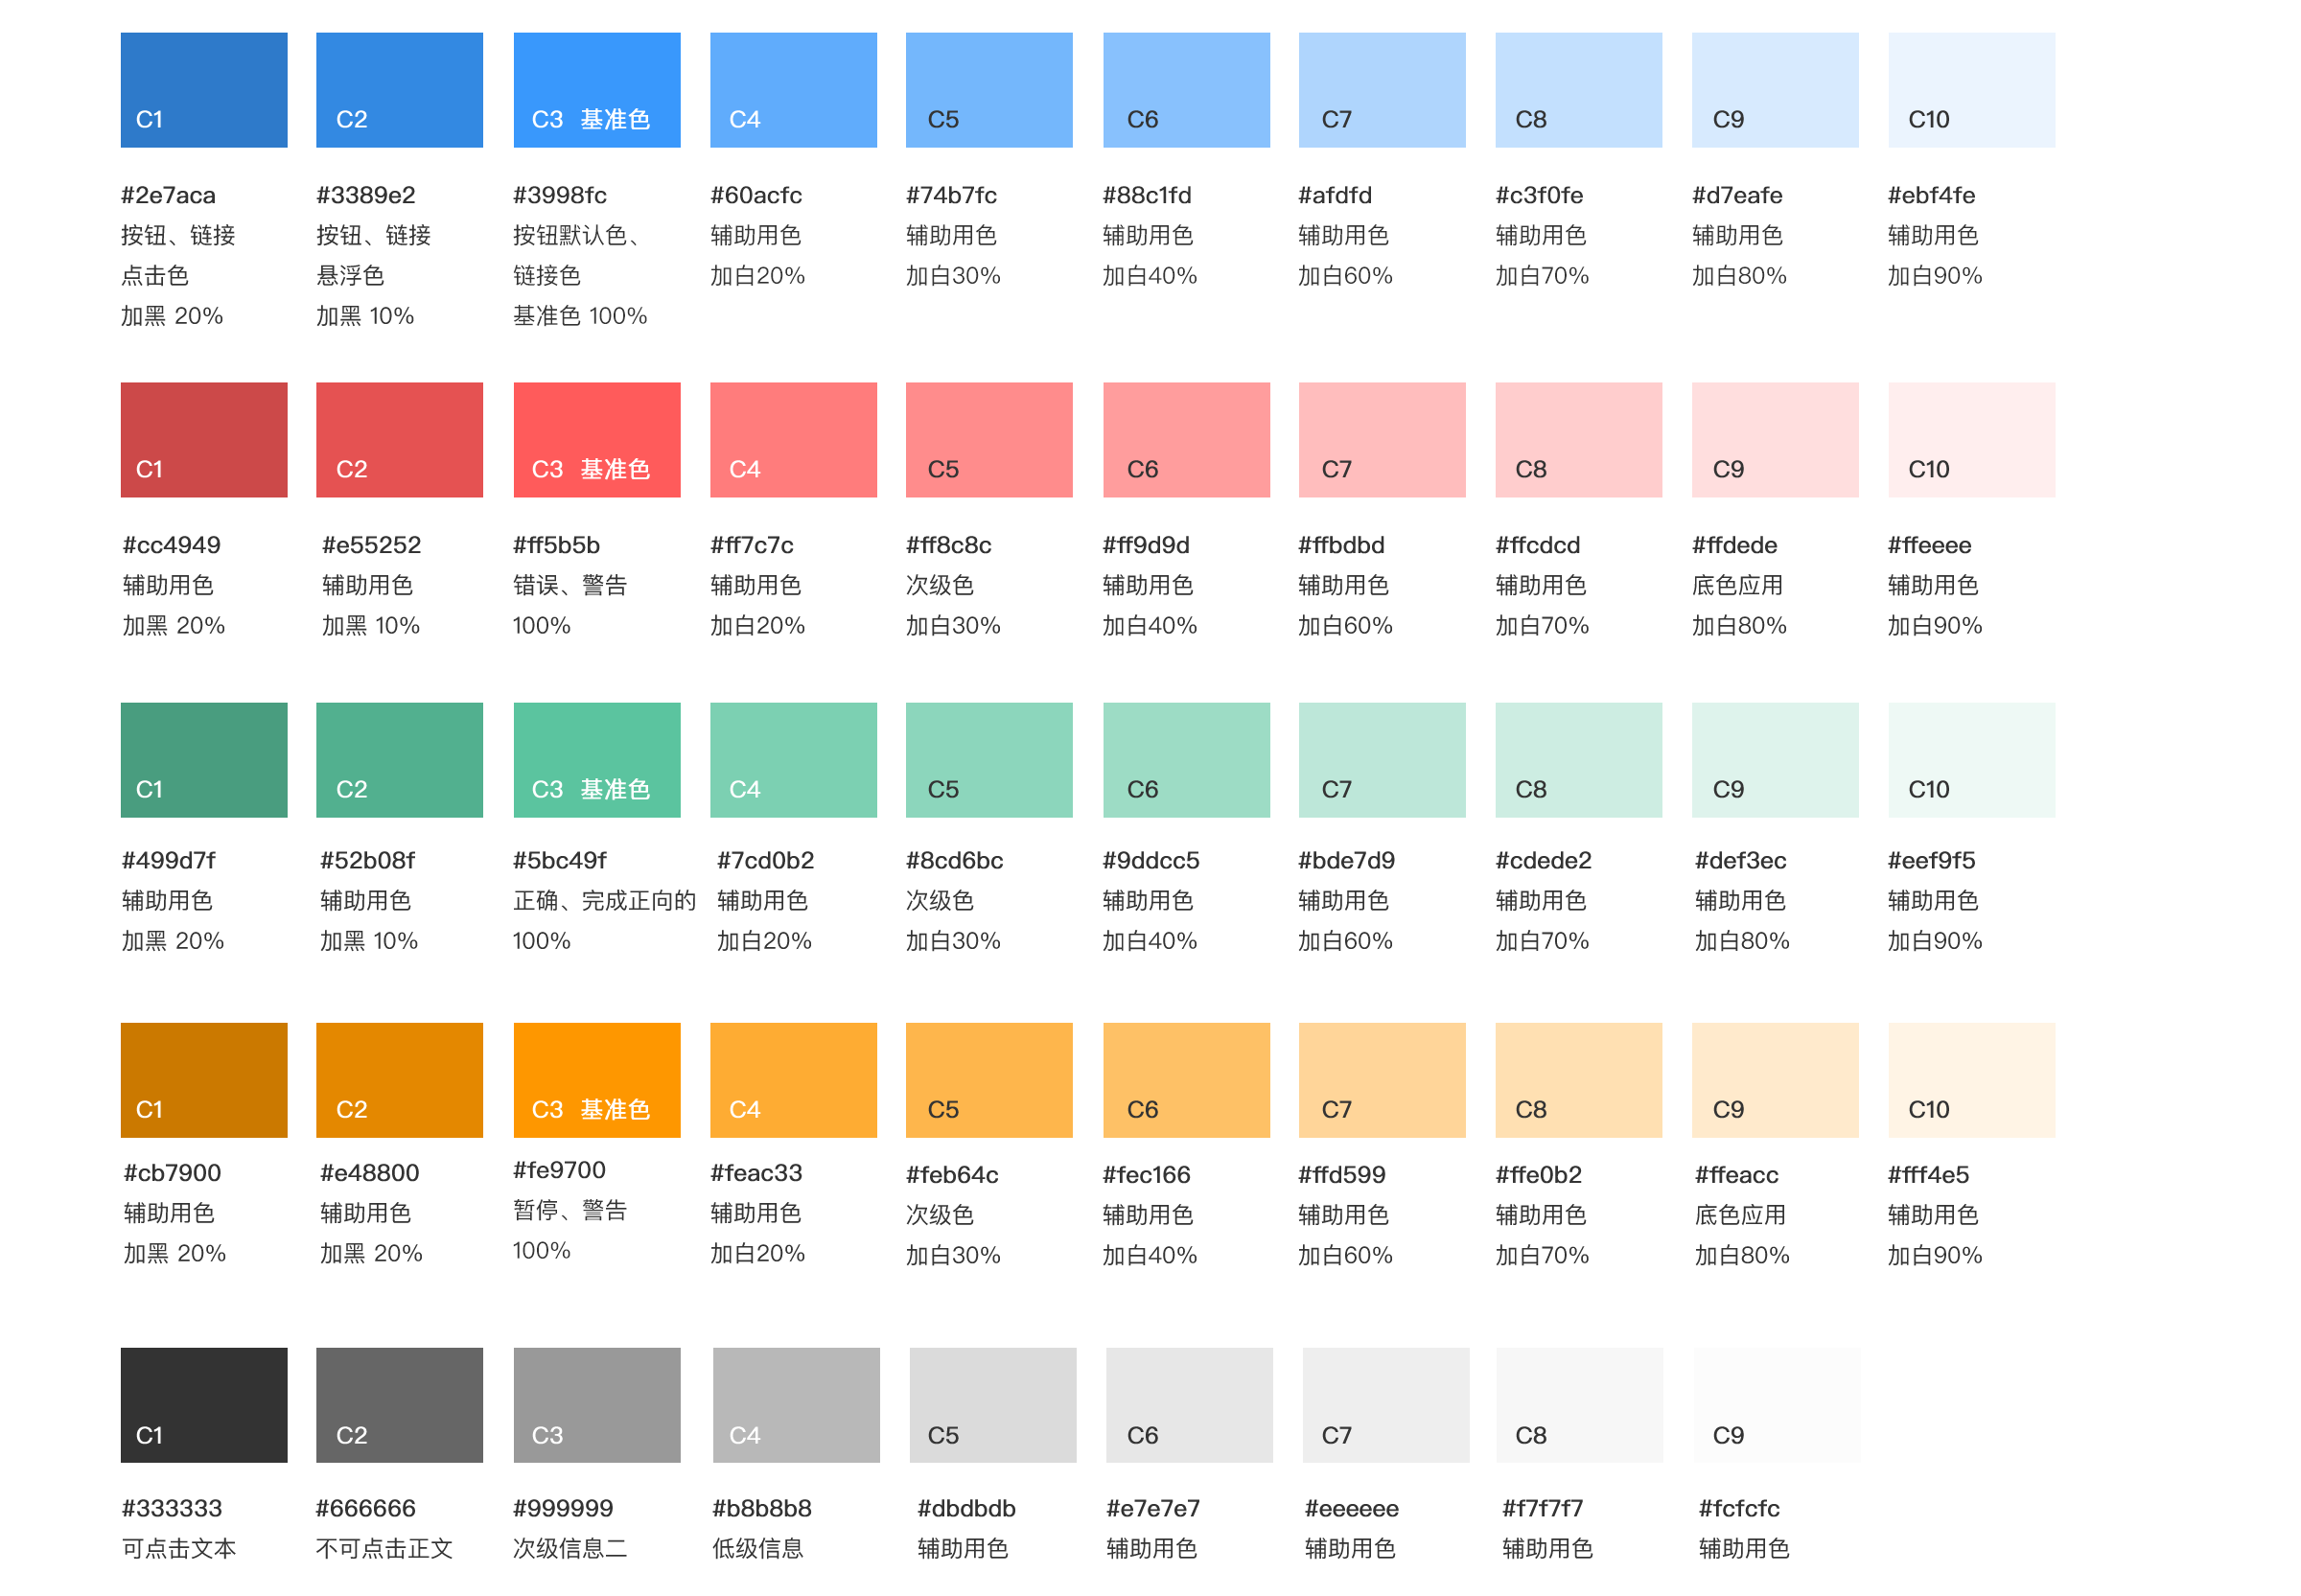 C1 C2 C3 基准色 C4 C5 C6 C7 C8 C9 C10
#2e7aca #3389e2 #3998fc #60acfc #74b7fc #88c1fd #afdfd #c3f0fe #d7eafe #ebf4fe
按钮、链接 按钮、链接 按钮默认色、 辅助用色 辅助用色 辅助用色 辅助用色 辅助用色 辅助用色 辅助用色
点击色 悬浮色 链接色 加白20% 加白30% 加白40% 加白60% 加白70% 加白80% 加白90%
加黑 20% 加黑 10% 基准色 100%
C1 C2 C3 基准色 C4 C5 C6 C7 C8 C9 C10
#cc4949 #e55252 #ff5b5b #ff7c7c #ff8c8c #ff9d9d #ffbdbd #ffcdcd #ffdede #ffeeee
辅助用色 辅助用色 错误、警告 辅助用色 次级色 辅助用色 辅助用色 辅助用色 底色应用 辅助用色
加黑 20% 加黑 10% 100% 加白20% 加白30% 加白40% 加白60% 加白70% 加白80% 加白90%
C1 C2 C3 基准色 C4 C5 C6 C7 C8 C9 C10
#499d7f #52b08f #5bc49f #7cd0b2 #8cd6bc #9ddcc5 #bde7d9 #cdede2 #def3ec #eef9f5
辅助用色 辅助用色 正确、完成正向的 辅助用色 次级色 辅助用色 辅助用色 辅助用色 辅助用色 辅助用色
加黑 20% 加黑 10% 100% 加白20% 加白30% 加白40% 加白60% 加白70% 加白80% 加白90%
C1 C2 C3 基准色 C4 C5 C6 C7 C8 C9 C10
#cb7900 #e48800 #fe9700 #feac33 #feb64c #fec166 #ffd599 #ffe0b2 #ffeacc #fff4e5
辅助用色 辅助用色 暂停、警告 辅助用色 次级色 辅助用色 辅助用色 辅助用色 底色应用 辅助用色
加黑 20% 加黑 20% 100% 加白20% 加白30% 加白40% 加白60% 加白70% 加白80% 加白90%
C1 C2 C3 C4 C5 C6 C7 C8 C9
#333333 #666666 #999999 #b8b8b8 #dbdbdb #e7e7e7 #eeeeee #f7f7f7 #fcfcfc
可点击文本 不可点击正文 次级信息二 低级信息 辅助用色 辅助用色 辅助用色 辅助用色 辅助用色